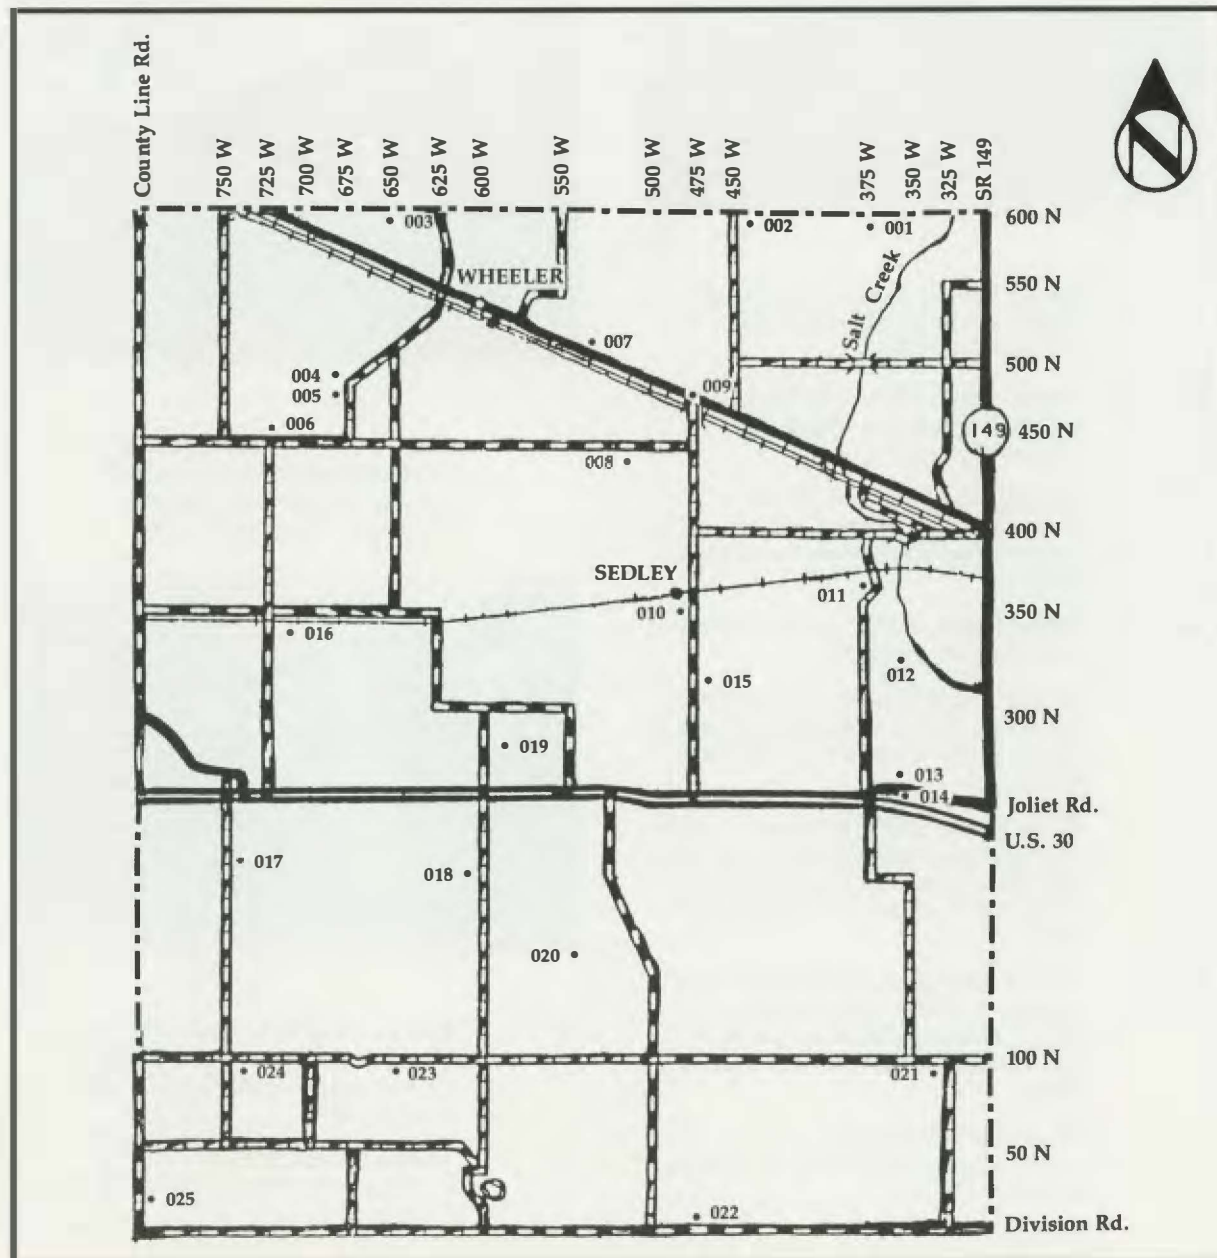 County Line Rd.
750 W
725 W
700 W
675 W
650 W
625 W
600 W
550 W
500 W
475 W
450 W
375 W
350 W
325 W
SR 149
N
600 N
003
002
001
WHEELER
Salt Creek
550 N
007
500 N
004
005
009
006
149
450 N
008
400 N
SEDLEY
011
010
350 N
016
012
015
300 N
019
013
014
Joliet Rd.
U.S. 30
017
018
020
100 N
024
023
021
50 N
025
022
Division Rd.